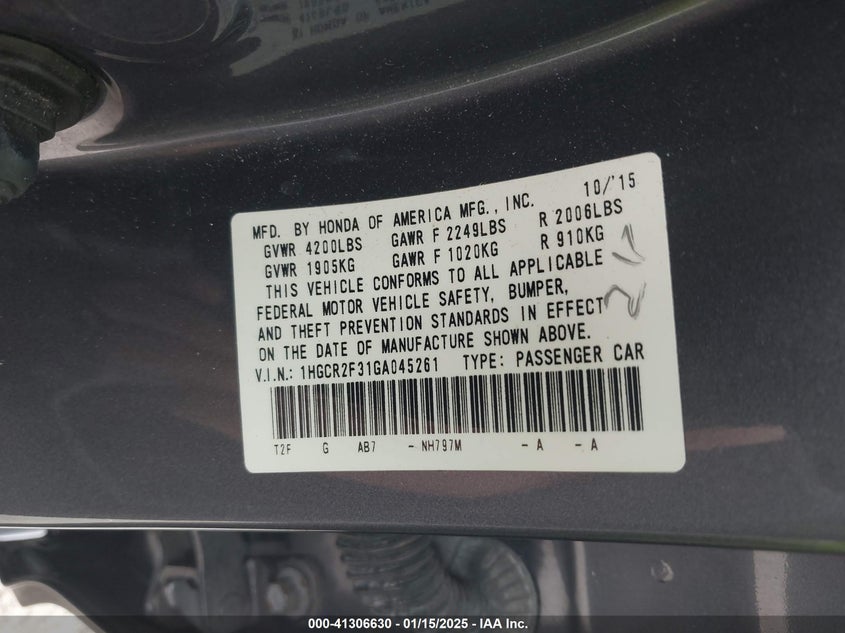 10/'15
MFD. BY HONDA OF AMERICA MFG., INC.
GVWR 4200LBS GAWR F 2249LBS R 2006LBS
GVWR 1905KG GAWR F 1020KG R 910KG
THIS VEHICLE CONFORMS TO ALL APPLICABLE
FEDERAL MOTOR VEHICLE SAFETY, BUMPER,
AND THEFT PREVENTION STANDARDS IN EFFECT
ON THE DATE OF MANUFACTURE SHOWN ABOVE.
V.I.N.: 1HGCR2F31GA045261 TYPE: PASSENGER CAR
T2F G AB7 - NH797M - A - A
000-41306630 - 01/15/2025 - IAA Inc.